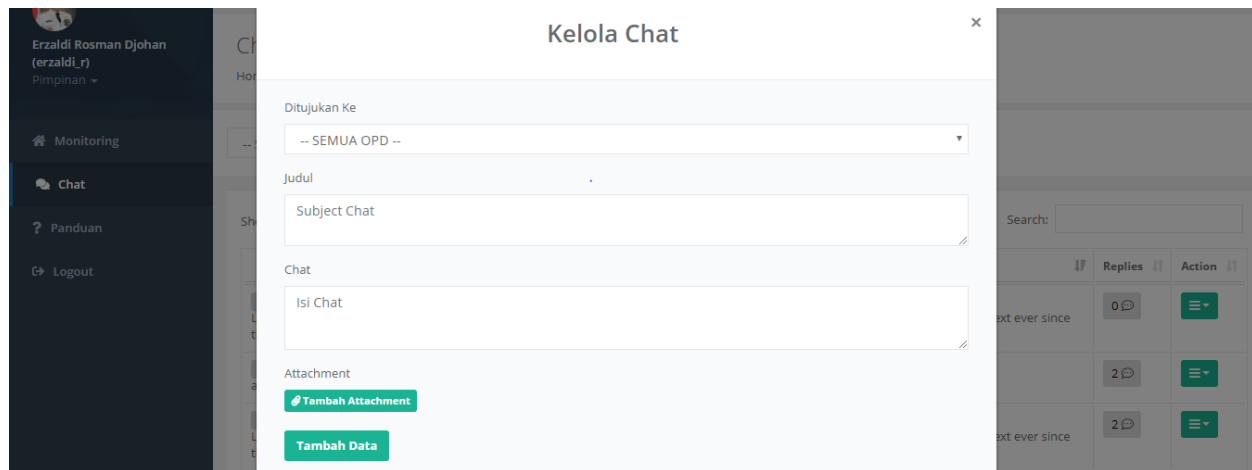 Erzaldi Rosman Djohan
(erzaldi_r)
Pimpinan
Monitoring
Chat
Panduan
Logout
Kelola Chat
×
Ditujukan Ke
-- SEMUA OPD --
Judul
Subject Chat
Chat
Isi Chat
Attachment
Tambah Attachment
Tambah Data
Search:
Replies Action
0
ext ever since
2
2
ext ever since